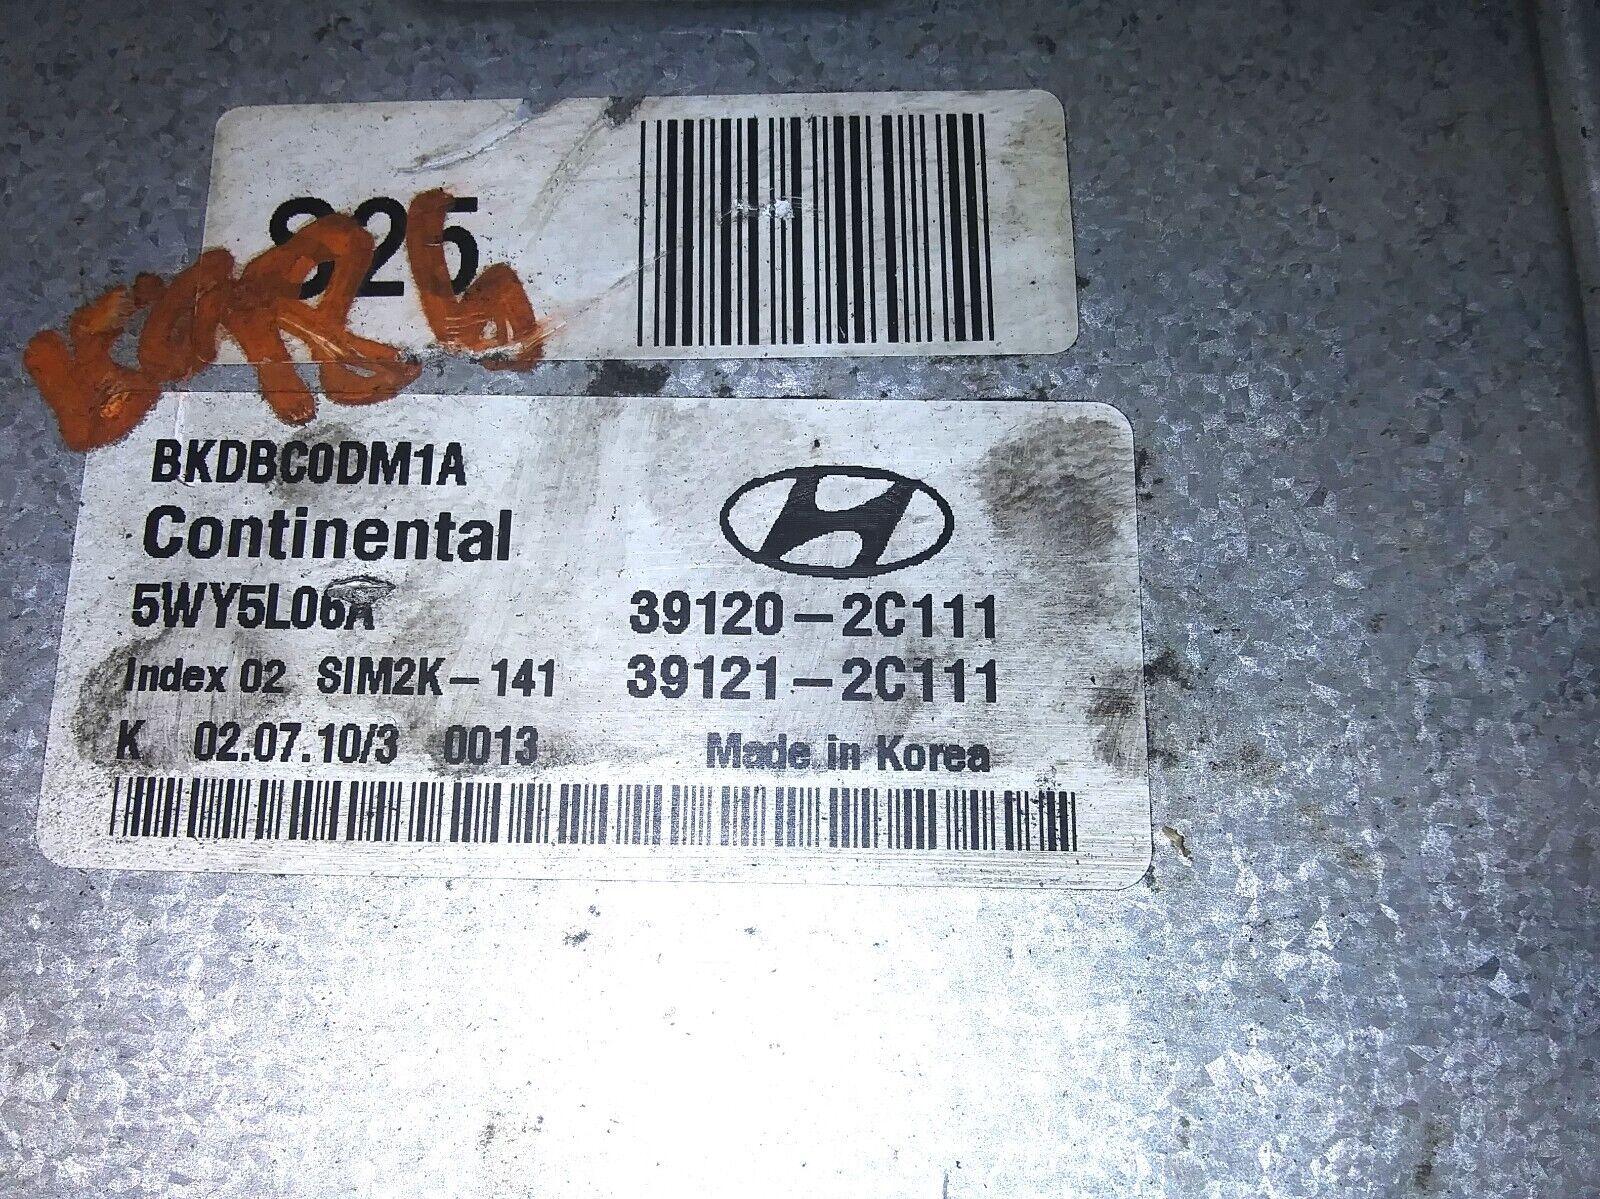 BKDBC0DM1A
Continental
5WY5L06A
39120-2C111
Index 02 SIM2K-141 39121-2C111
K 02.07.10/3 0013 Made in Korea